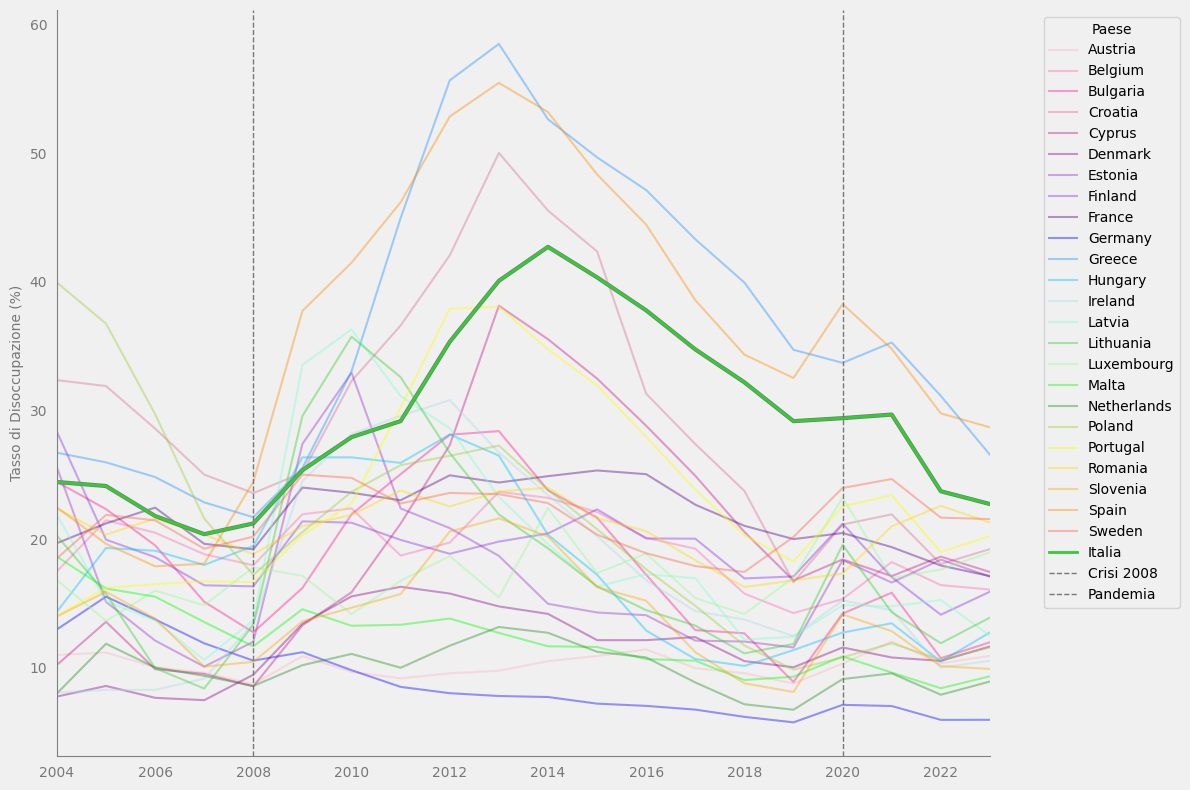 Tasso di Disoccupazione (%)
60
50
40
30
20
10
2004 2006 2008 2010 2012 2014 2016 2018 2020 2022
Paese
Austria
Belgium
Bulgaria
Croatia
Cyprus
Denmark
Estonia
Finland
France
Germany
Greece
Hungary
Ireland
Latvia
Lithuania
Luxembourg
Malta
Netherlands
Poland
Portugal
Romania
Slovenia
Spain
Sweden
Italia
Crisi 2008
Pandemia